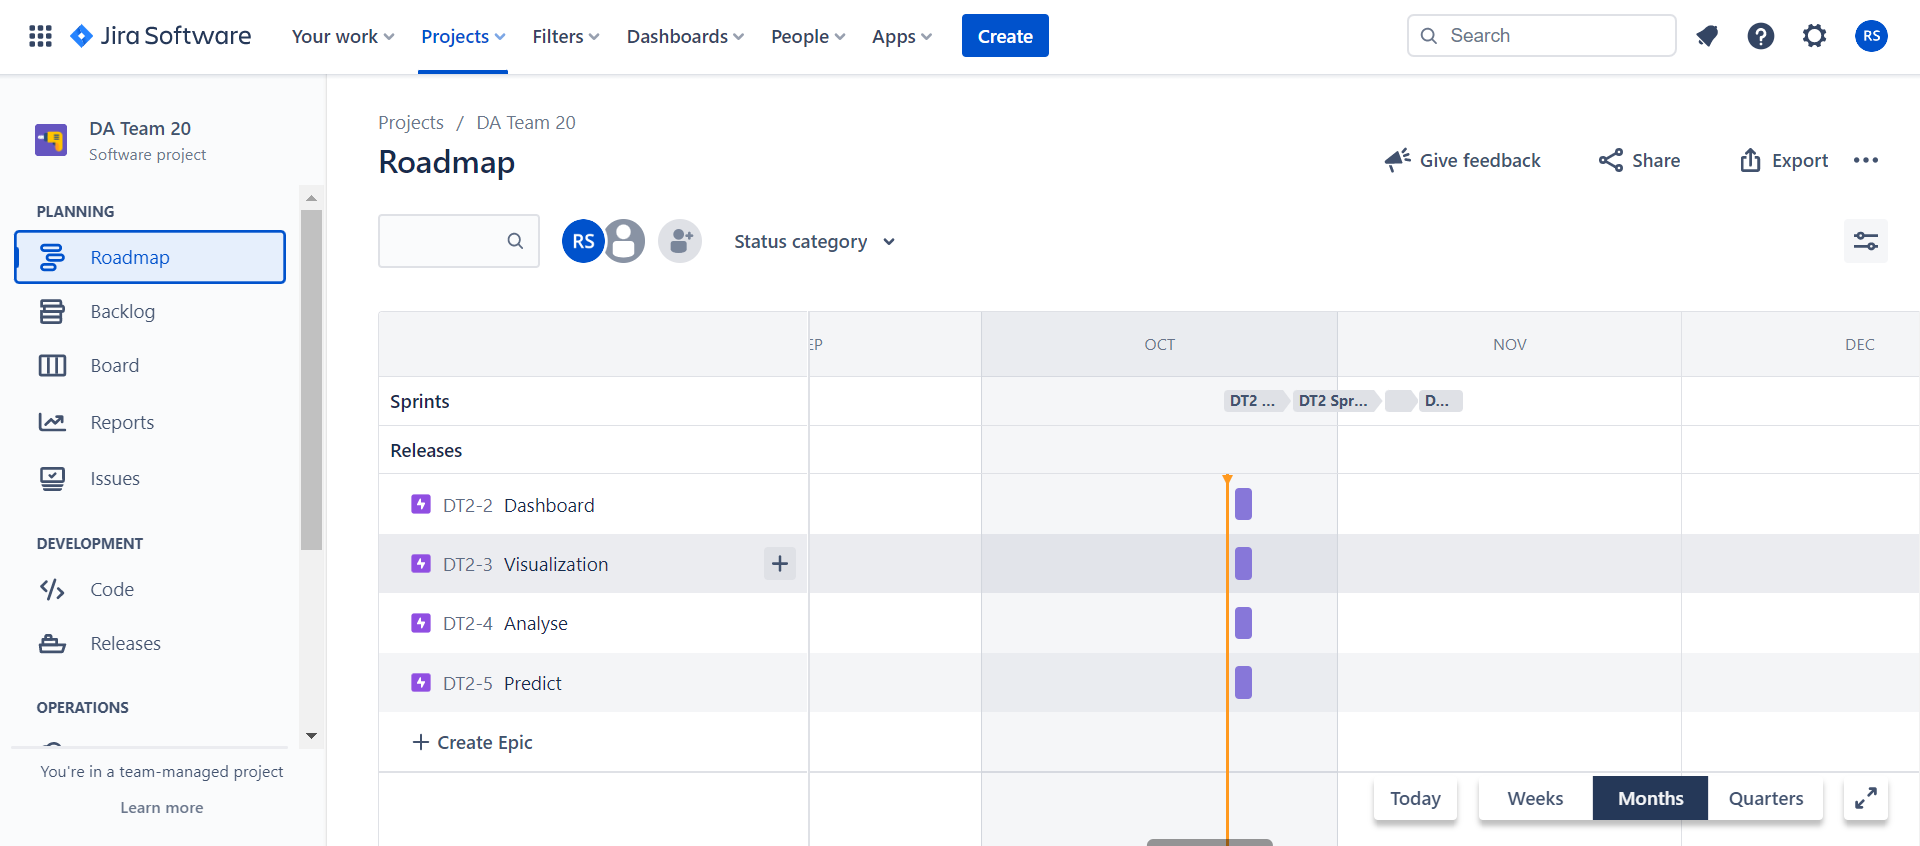 Jira Software
Your work
Projects
Filters
Dashboards
People
Apps
Create
Search
RS
DA Team 20
Software project
PLANNING
Roadmap
Backlog
Board
Reports
Issues
DEVELOPMENT
Code
Releases
OPERATIONS
You're in a team-managed project
Learn more
Projects / DA Team 20
Roadmap
Give feedback
Share
Export
RS
Status category
EP
OCT
NOV
DEC
Sprints
DT2 ...
DT2 Spr...
D...
Releases
DT2-2 Dashboard
DT2-3 Visualization
DT2-4 Analyse
DT2-5 Predict
Create Epic
Today
Weeks
Months
Quarters